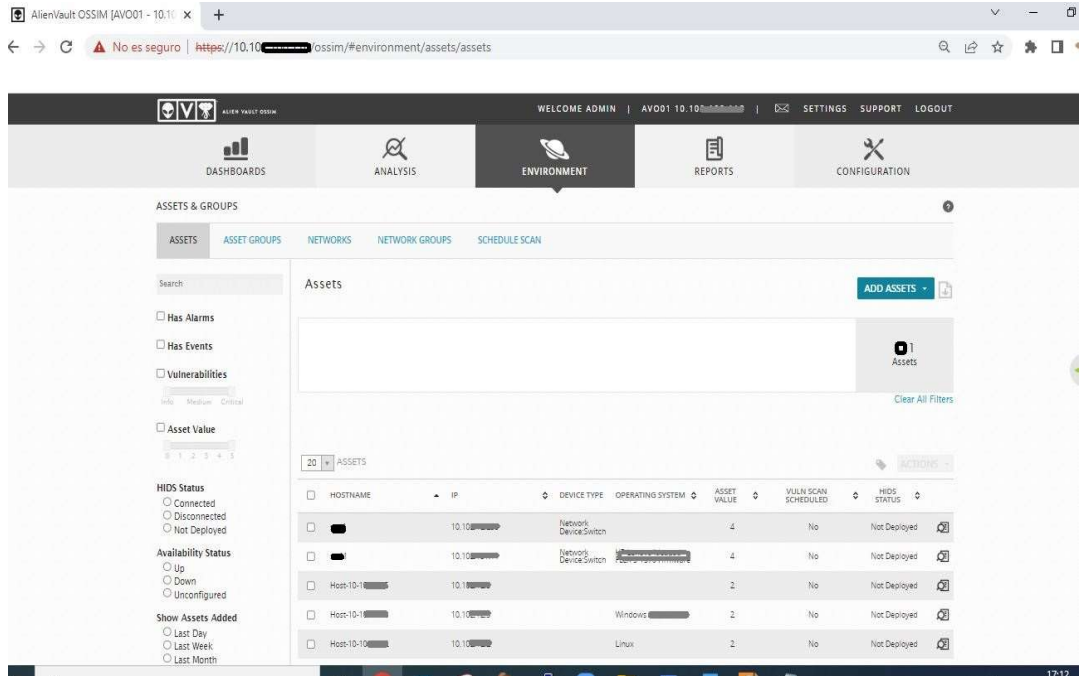 AlienVault OSSIM [AVO01 - 10.10
No es seguro | https://10.10 /ossim/#environment/assets/assets
AV ALIEN VAULT OSSIM
WELCOME ADMIN | AVO01 10.10 | SETTINGS SUPPORT LOGOUT
DASHBOARDS ANALYSIS ENVIRONMENT REPORTS CONFIGURATION
ASSETS & GROUPS
ASSETS ASSET GROUPS NETWORKS NETWORK GROUPS SCHEDULE SCAN
Search
Has Alarms
Has Events
Vulnerabilities
Info Medium Critical
Asset Value
0 1 2 3 4 5
HIDS Status
Connected
Disconnected
Not Deployed
Availability Status
Up
Down
Unconfigured
Show Assets Added
Last Day
Last Week
Last Month
Assets
ADD ASSETS
1
Assets
Clear All Filters
20 ASSETS
ACTIONS
HOSTNAME IP DEVICE TYPE OPERATING SYSTEM ASSET VALUE VULN SCAN SCHEDULED HIDS STATUS
10.10 Network Device:Switch 4 No Not Deployed
10.10 Network Device:Switch 4 No Not Deployed
Host-10-1 10.1 2 No Not Deployed
Host-10-1 10.10 Windows 2 No Not Deployed
Host-10-10 10.10 Linux 2 No Not Deployed
17:12